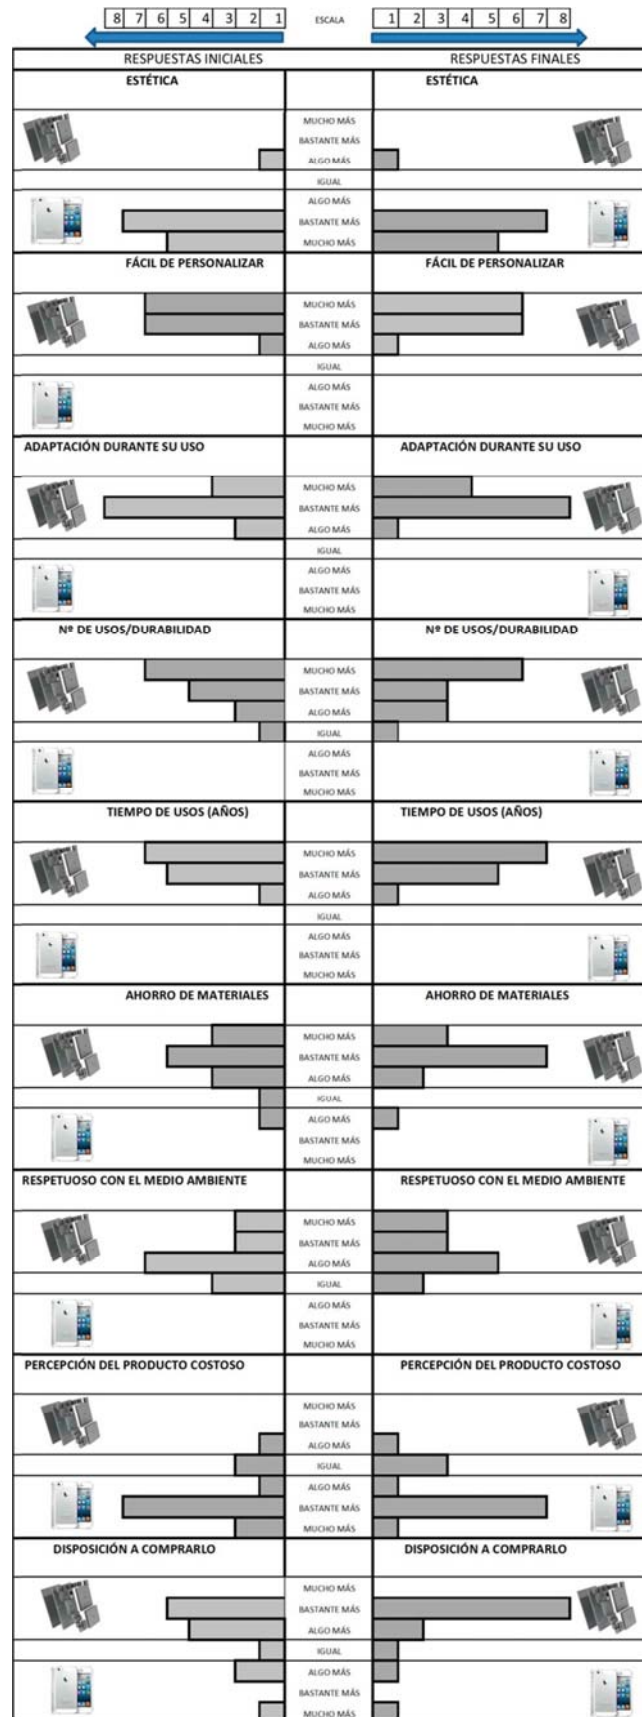 8 7 6 5 4 3 2 1 ESCALA 1 2 3 4 5 6 7 8
RESPUESTAS INICIALES RESPUESTAS FINALES
ESTÉTICA ESTÉTICA
MUCHO MÁS
BASTANTE MÁS
ALGO MÁS
IGUAL
ALGO MÁS
BASTANTE MÁS
MUCHO MÁS
FÁCIL DE PERSONALIZAR FÁCIL DE PERSONALIZAR
MUCHO MÁS
BASTANTE MÁS
ALGO MÁS
IGUAL
ALGO MÁS
BASTANTE MÁS
MUCHO MÁS
ADAPTACIÓN DURANTE SU USO ADAPTACIÓN DURANTE SU USO
MUCHO MÁS
BASTANTE MÁS
ALGO MÁS
IGUAL
ALGO MÁS
BASTANTE MÁS
MUCHO MÁS
Nº DE USOS/DURABILIDAD Nº DE USOS/DURABILIDAD
MUCHO MÁS
BASTANTE MÁS
ALGO MÁS
IGUAL
ALGO MÁS
BASTANTE MÁS
MUCHO MÁS
TIEMPO DE USOS (AÑOS) TIEMPO DE USOS (AÑOS)
MUCHO MÁS
BASTANTE MÁS
ALGO MÁS
IGUAL
ALGO MÁS
BASTANTE MÁS
MUCHO MÁS
AHORRO DE MATERIALES AHORRO DE MATERIALES
MUCHO MÁS
BASTANTE MÁS
ALGO MÁS
IGUAL
ALGO MÁS
BASTANTE MÁS
MUCHO MÁS
RESPETUOSO CON EL MEDIO AMBIENTE RESPETUOSO CON EL MEDIO AMBIENTE
MUCHO MÁS
BASTANTE MÁS
ALGO MÁS
IGUAL
ALGO MÁS
BASTANTE MÁS
MUCHO MÁS
PERCEPCIÓN DEL PRODUCTO COSTOSO PERCEPCIÓN DEL PRODUCTO COSTOSO
MUCHO MÁS
BASTANTE MÁS
ALGO MÁS
IGUAL
ALGO MÁS
BASTANTE MÁS
MUCHO MÁS
DISPOSICIÓN A COMPRARLO DISPOSICIÓN A COMPRARLO
MUCHO MÁS
BASTANTE MÁS
ALGO MÁS
IGUAL
ALGO MÁS
BASTANTE MÁS
MUCHO MÁS